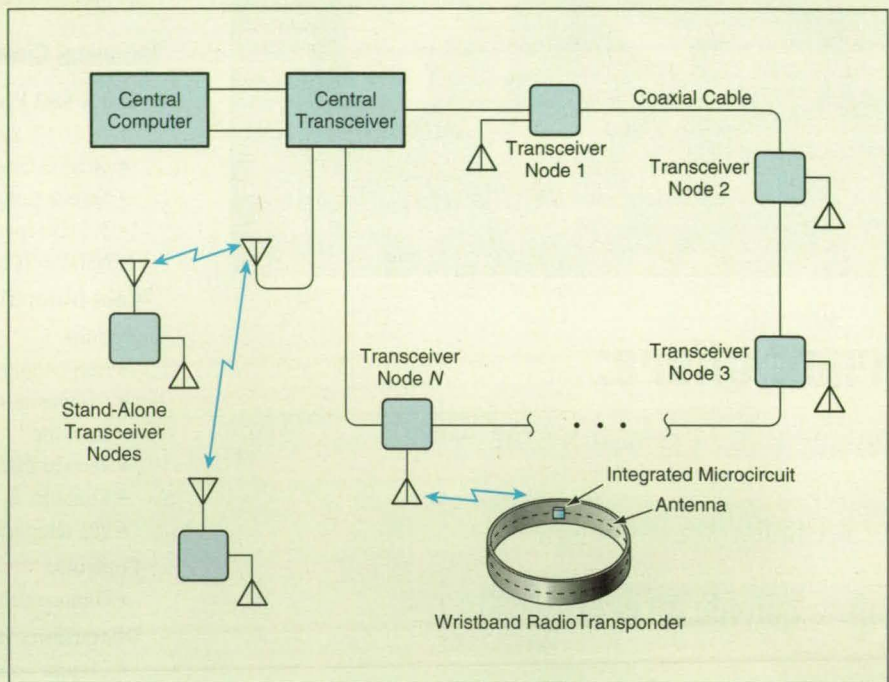 Central
Computer
Central
Transceiver
Coaxial Cable
Transceiver
Node 1
Transceiver
Node 2
Transceiver
Node 3
Transceiver
Node N
Stand-Alone
Transceiver
Nodes
Integrated Microcircuit
Antenna
Wristband RadioTransponder